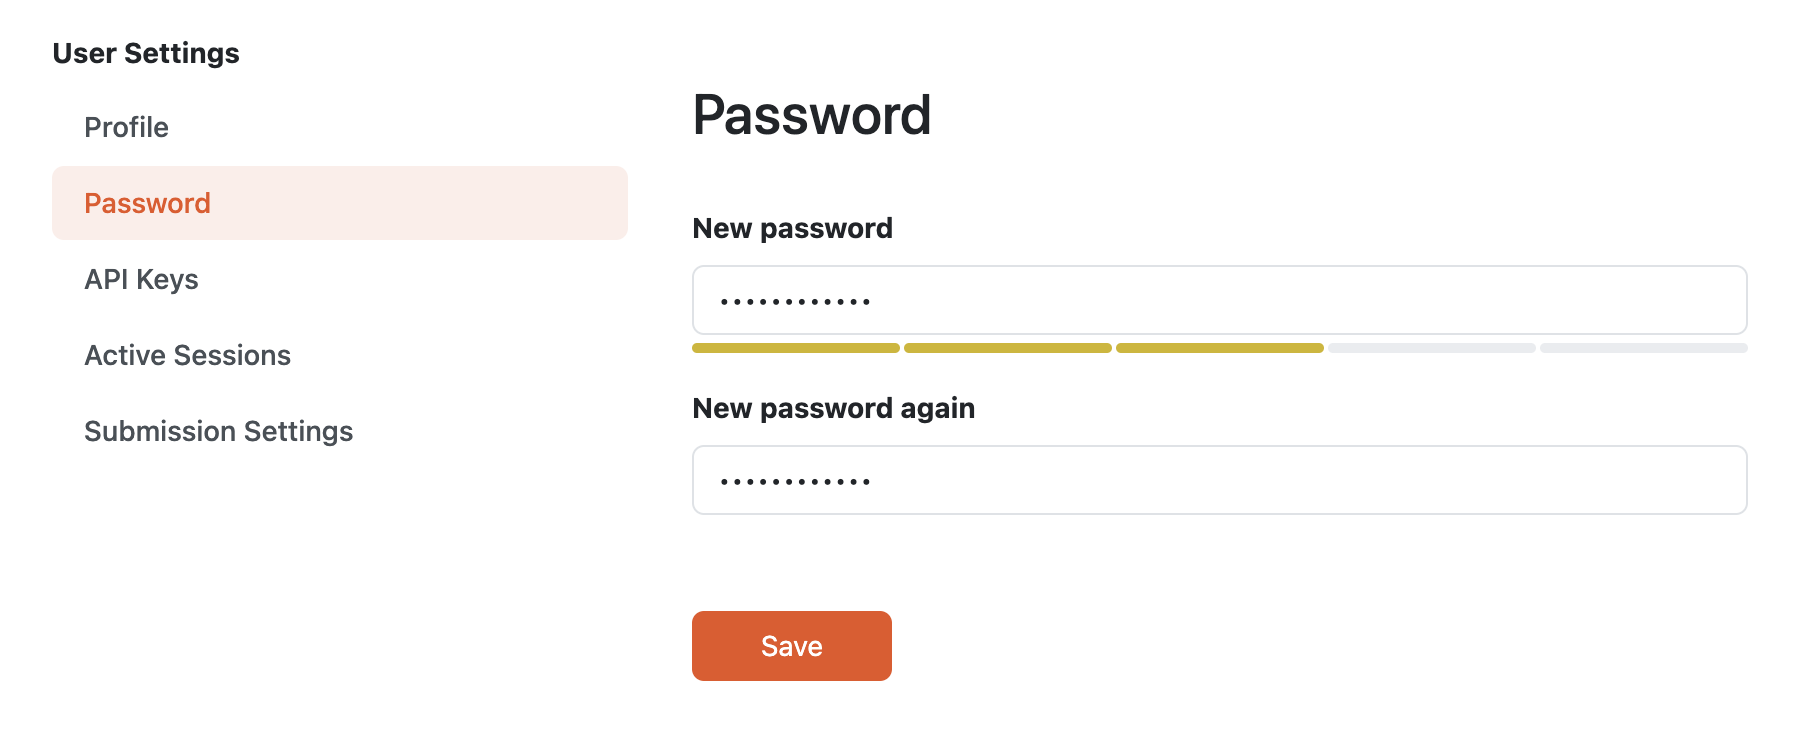 User Settings
Profile
Password
API Keys
Active Sessions
Submission Settings
Password
New password
••••••••••••
New password again
••••••••••••
Save